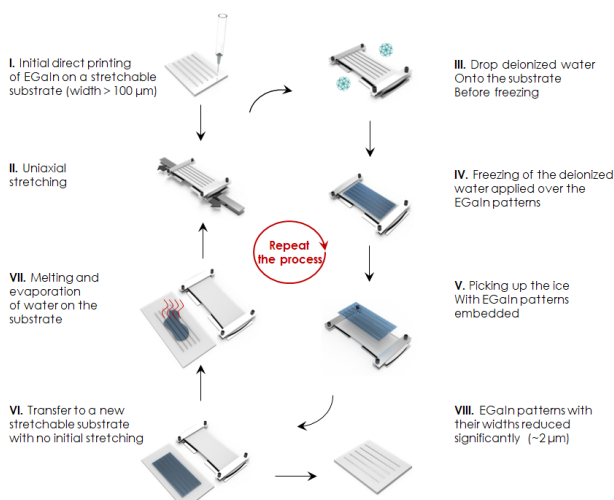 I. Initial direct printing
of EGaIn on a stretchable
substrate (width > 100 µm)
II. Uniaxial
stretching
III. Drop deionized water
Onto the substrate
Before freezing
IV. Freezing of the deionized
water applied over the
EGaIn patterns
Repeat
the process
V. Picking up the ice
With EGaIn patterns
embedded
VI. Transfer to a new
stretchable substrate
with no initial stretching
VII. Melting and
evaporation
of water on the
substrate
VIII. EGaIn patterns with
their widths reduced
significantly (~2 µm)